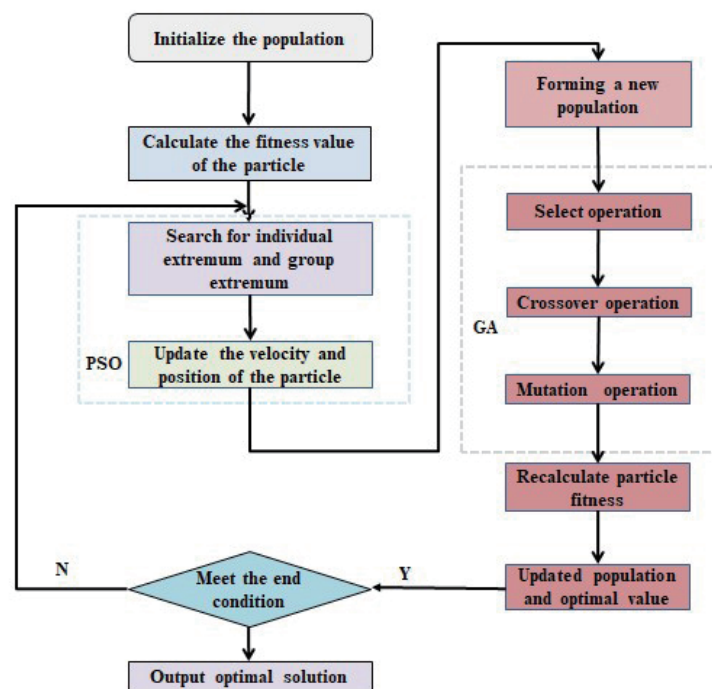 Initialize the population
Calculate the fitness value
of the particle
Search for individual
extremum and group
extremum
PSO
Update the velocity and
position of the particle
Forming a new
population
Select operation
Crossover operation
GA
Mutation operation
Recalculate particle
fitness
Updated population
and optimal value
Y
Meet the end
condition
N
Output optimal solution